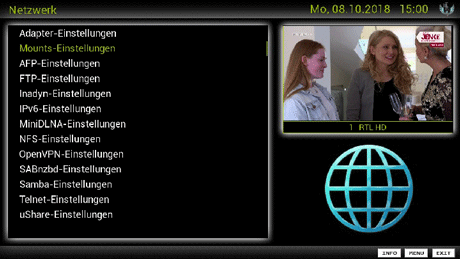 Netzwerk
Mo, 08.10.2018 15:00
Adapter-Einstellungen
Mounts-Einstellungen
AFP-Einstellungen
FTP-Einstellungen
Inadyn-Einstellungen
IPv6-Einstellungen
MiniDLNA-Einstellungen
NFS-Einstellungen
OpenVPN-Einstellungen
SABnzbd-Einstellungen
Samba-Einstellungen
Telnet-Einstellungen
uShare-Einstellungen
1 RTL HD
INFO MENU EXIT